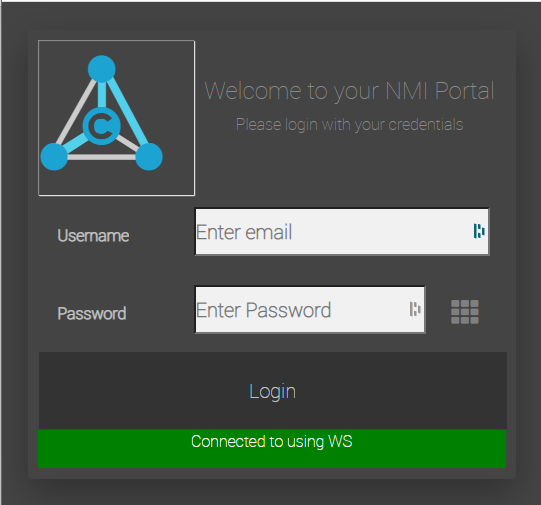 Welcome to your NMI Portal
Please login with your credentials
C
Username
Enter email
Password
Enter Password
Login
Connected to using WS